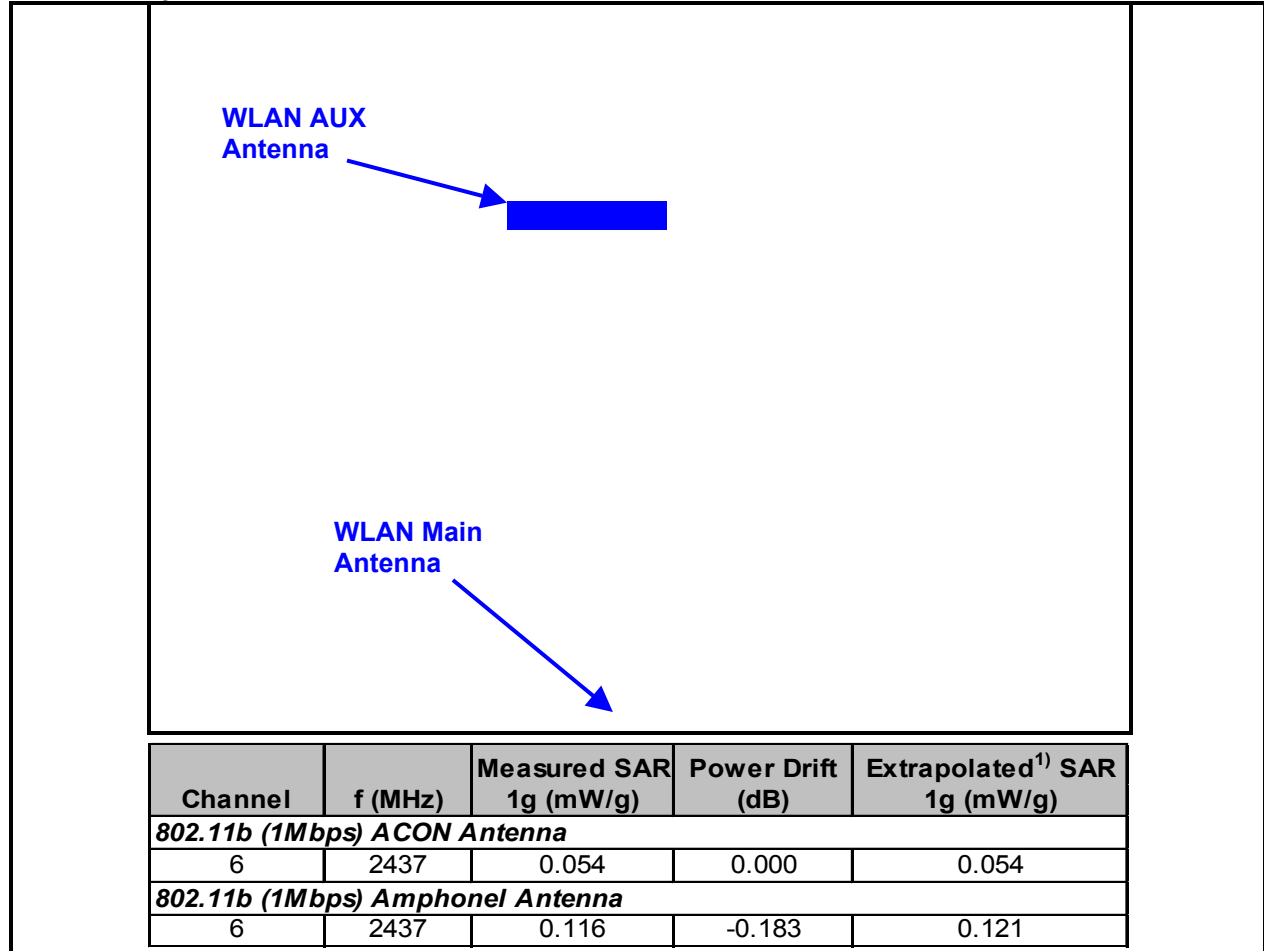 WLAN AUX
Antenna
WLAN Main
Antenna
Channel f (MHz) Measured SAR 1g (mW/g) Power Drift (dB) Extrapolated1) SAR 1g (mW/g)
802.11b (1Mbps) ACON Antenna
6 2437 0.054 0.000 0.054
802.11b (1Mbps) Amphonel Antenna
6 2437 0.116 -0.183 0.121